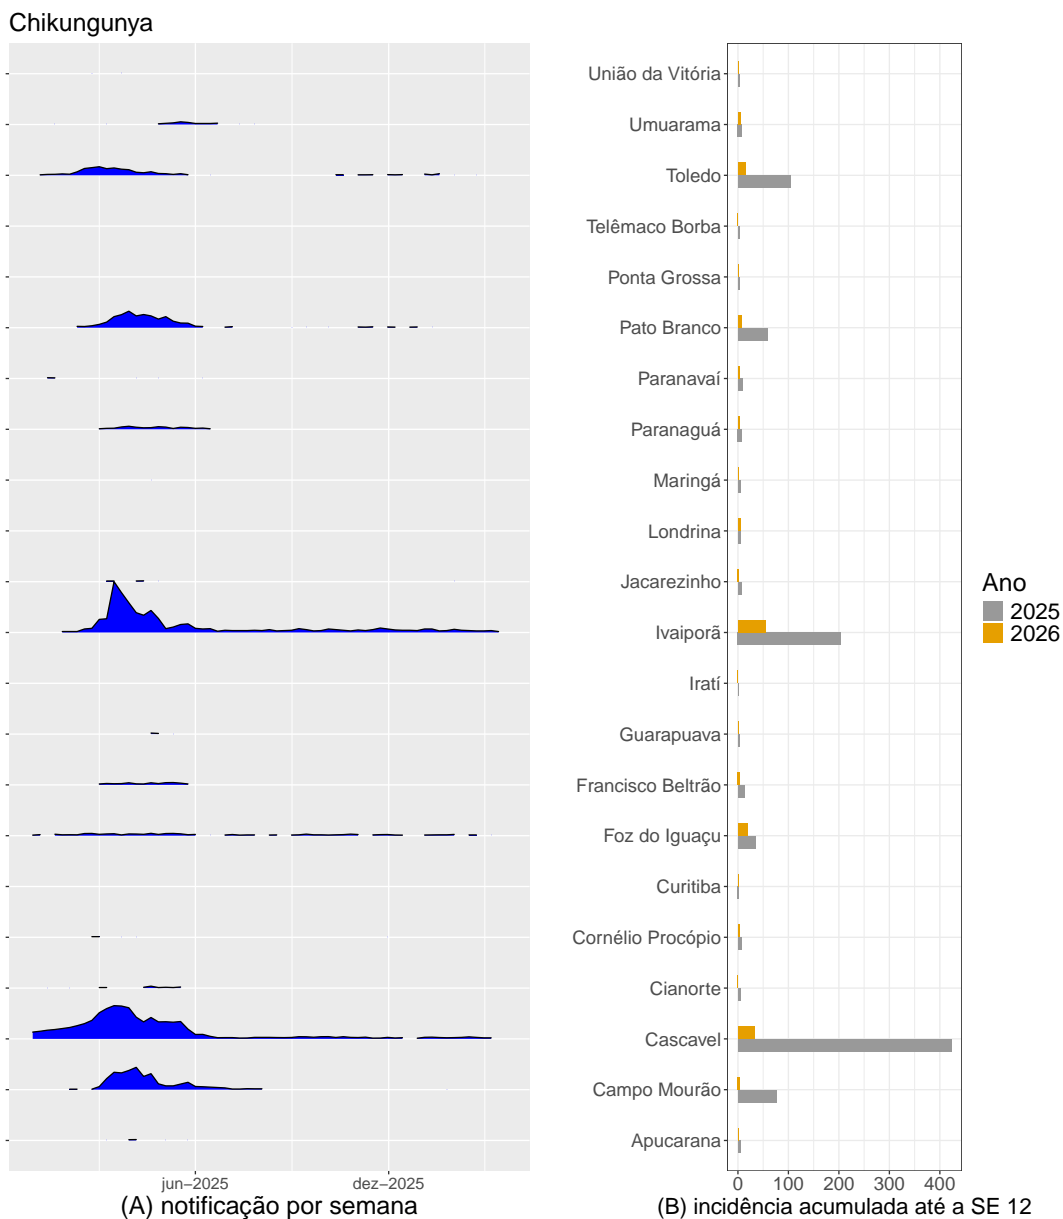 Chikungunya
União da Vitória
Umuarama
Toledo
Telêmaco Borba
Ponta Grossa
Pato Branco
Paranavaí
Paranaguá
Maringá
Londrina
Jacarezinho
Ivaiporã
Iratí
Guarapuava
Francisco Beltrão
Foz do Iguaçu
Curitiba
Cornélio Procópio
Cianorte
Cascavel
Campo Mourão
Apucarana
Ano
2025
2026
jun–2025 dez–2025
0 100 200 300 400
(A) notificação por semana
(B) incidência acumulada até a SE 12